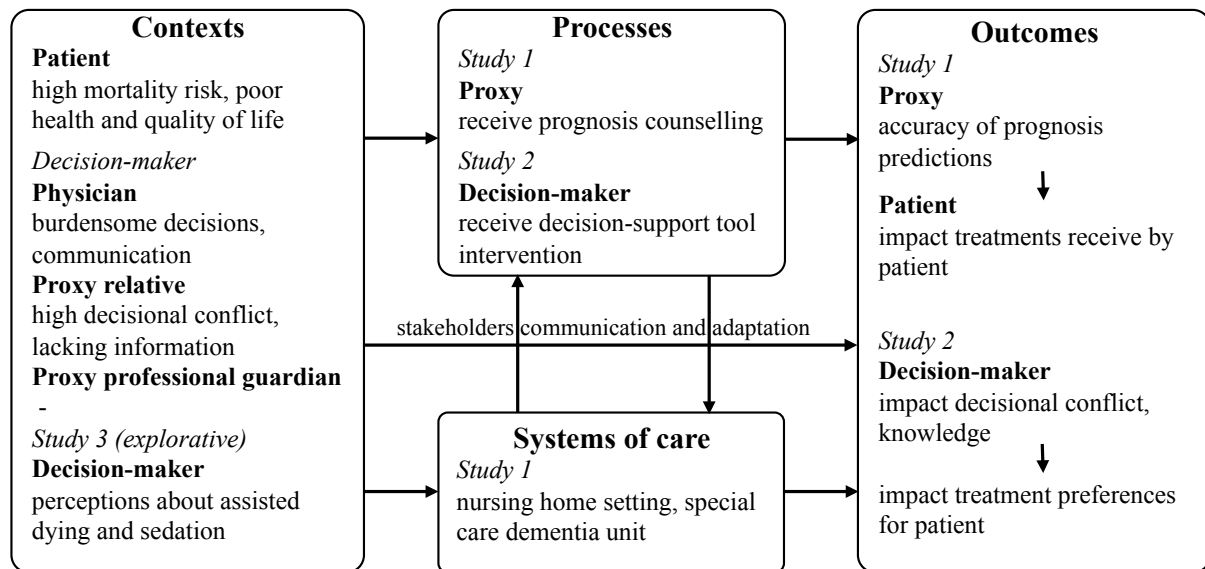 Contexts
Patient
high mortality risk, poor
health and quality of life
Decision-maker
Physician
burdensome decisions,
communication
Proxy relative
high decisional conflict,
lacking information
Proxy professional guardian
-
Study 3 (explorative)
Decision-maker
perceptions about assisted
dying and sedation
Processes
Study 1
Proxy
receive prognosis counselling
Study 2
Decision-maker
receive decision-support tool
intervention
stakeholders communication and adaptation
Systems of care
Study 1
nursing home setting, special
care dementia unit
Outcomes
Study 1
Proxy
accuracy of prognosis
predictions
Patient
impact treatments receive by
patient
Study 2
Decision-maker
impact decisional conflict,
knowledge
impact treatment preferences
for patient